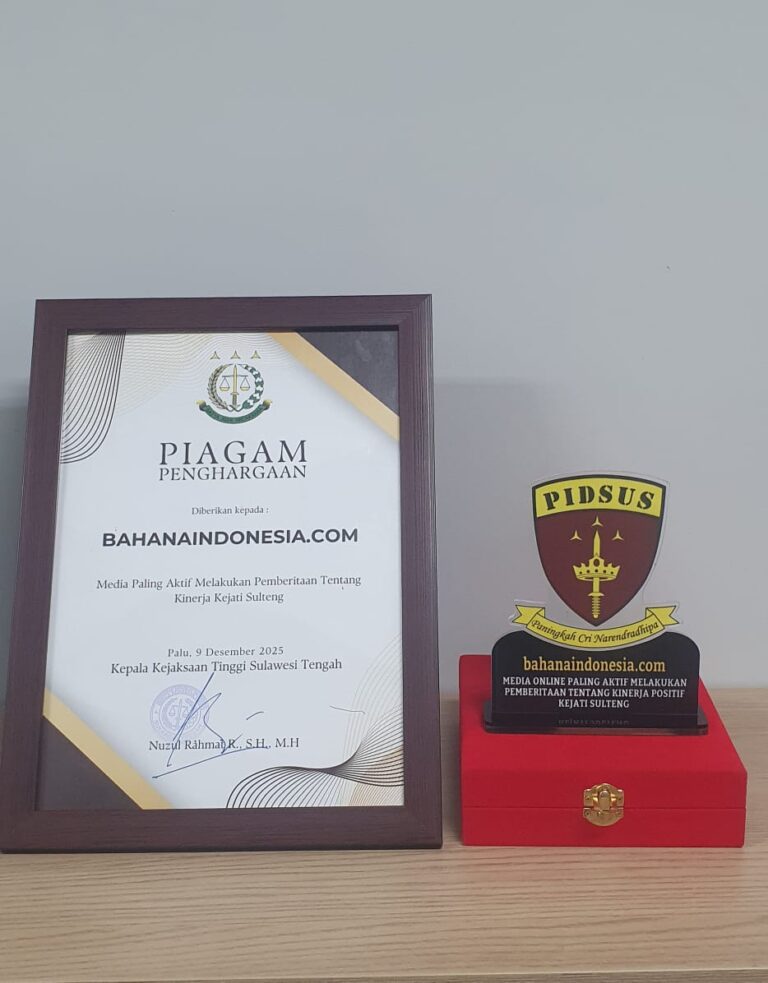 PIAGAM
PENGHARGAAN
Diberikan kepada :
BAHANAINDONESIA.COM
Media Paling Aktif Melakukan Pemberitaan Tentang
Kinerja Kejati Sulteng
Palu, 9 Desember 2025
Kepala Kejaksaan Tinggi Sulawesi Tengah
Nuzul Rahmat R., S.H., M.H
PIDSUS
Paningkah Cri Narendradhipa
bahanaindonesia.com
MEDIA ONLINE PALING AKTIF MELAKUKAN
PEMBERITAAN TENTANG KINERJA POSITIF
KEJATI SULTENG